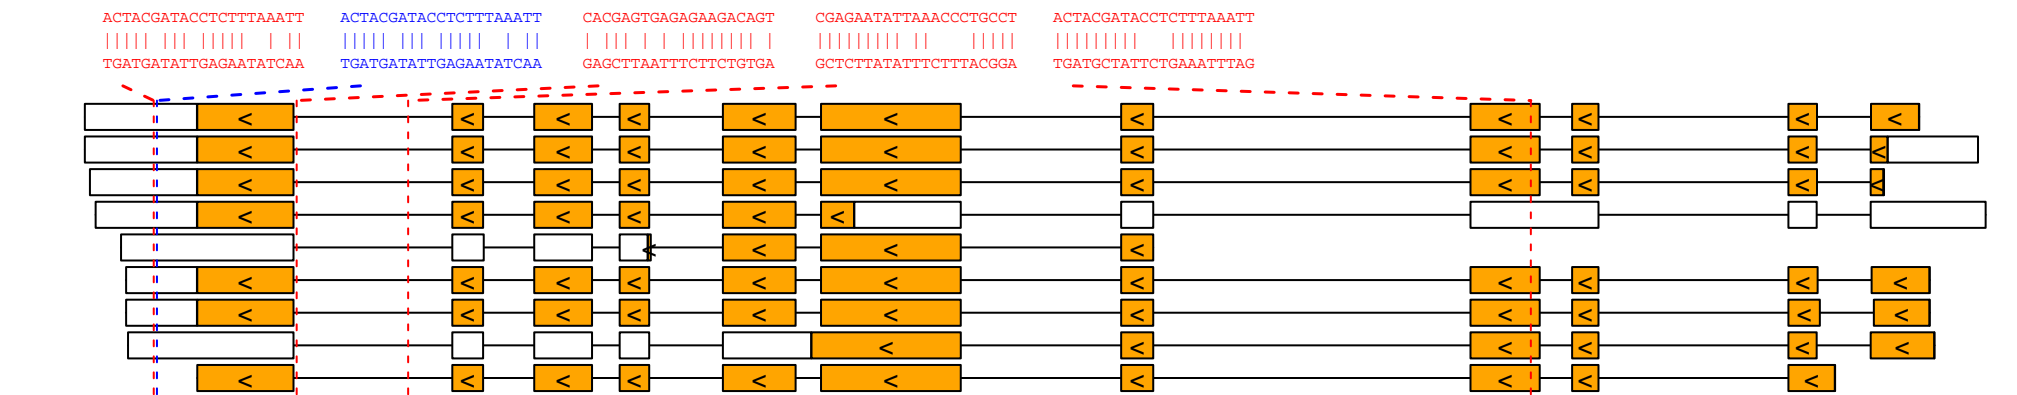 ACTACGATACCTCTTTAAATT ACTACGATACCTCTTTAAATT CACGAGTGAGAGAAGACAGT CGAGAATATTAAACCCTGCCT ACTACGATACCTCTTTAAATT
||||| ||| ||||| | || ||||| ||| ||||| | || | ||| | | |||||||| | ||||||||| || ||||| ||||||||| ||||||||
TGATGATATTGAGAATATCAA TGATGATATTGAGAATATCAA GAGCTTAATTTCTTCTGTGA GCTCTTATATTTCTTTACGGA TGATGCTATTCTGAAATTTAG
< < < < < < < < < < <
< < < < < < < < < < <
< < < < < < < < < < <
< < < < < <
< < < <
< < < < < < < < < < <
< < < < < < < < < < <
< < < < < <
< < < < < < < < < <